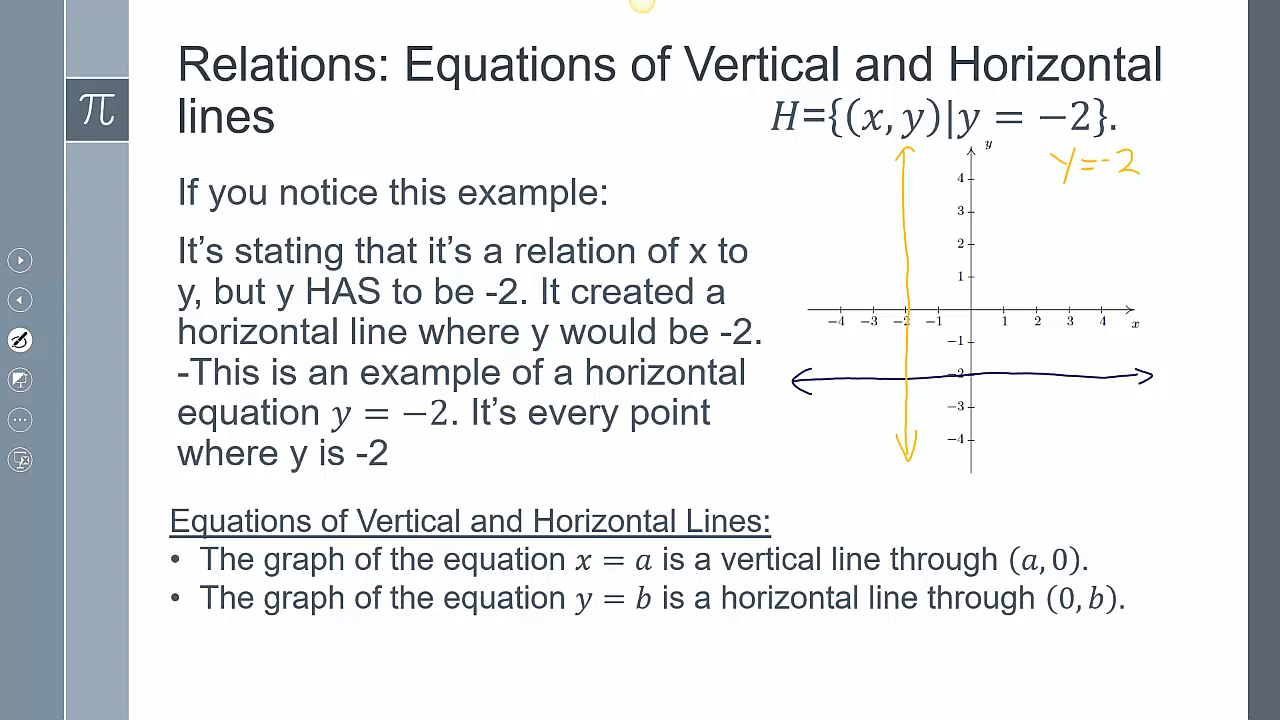 π
Relations: Equations of Vertical and Horizontal
lines
H={(x, y)|y = −2}.
y=-2
If you notice this example:
It’s stating that it’s a relation of x to
y, but y HAS to be -2. It created a
horizontal line where y would be -2.
-This is an example of a horizontal
equation y = −2. It’s every point
where y is -2
y
4
3
2
1
−4 −3 −2 −1 1 2 3 4 x
−1
−2
−3
−4
Equations of Vertical and Horizontal Lines:
• The graph of the equation x = a is a vertical line through (a, 0).
• The graph of the equation y = b is a horizontal line through (0, b).